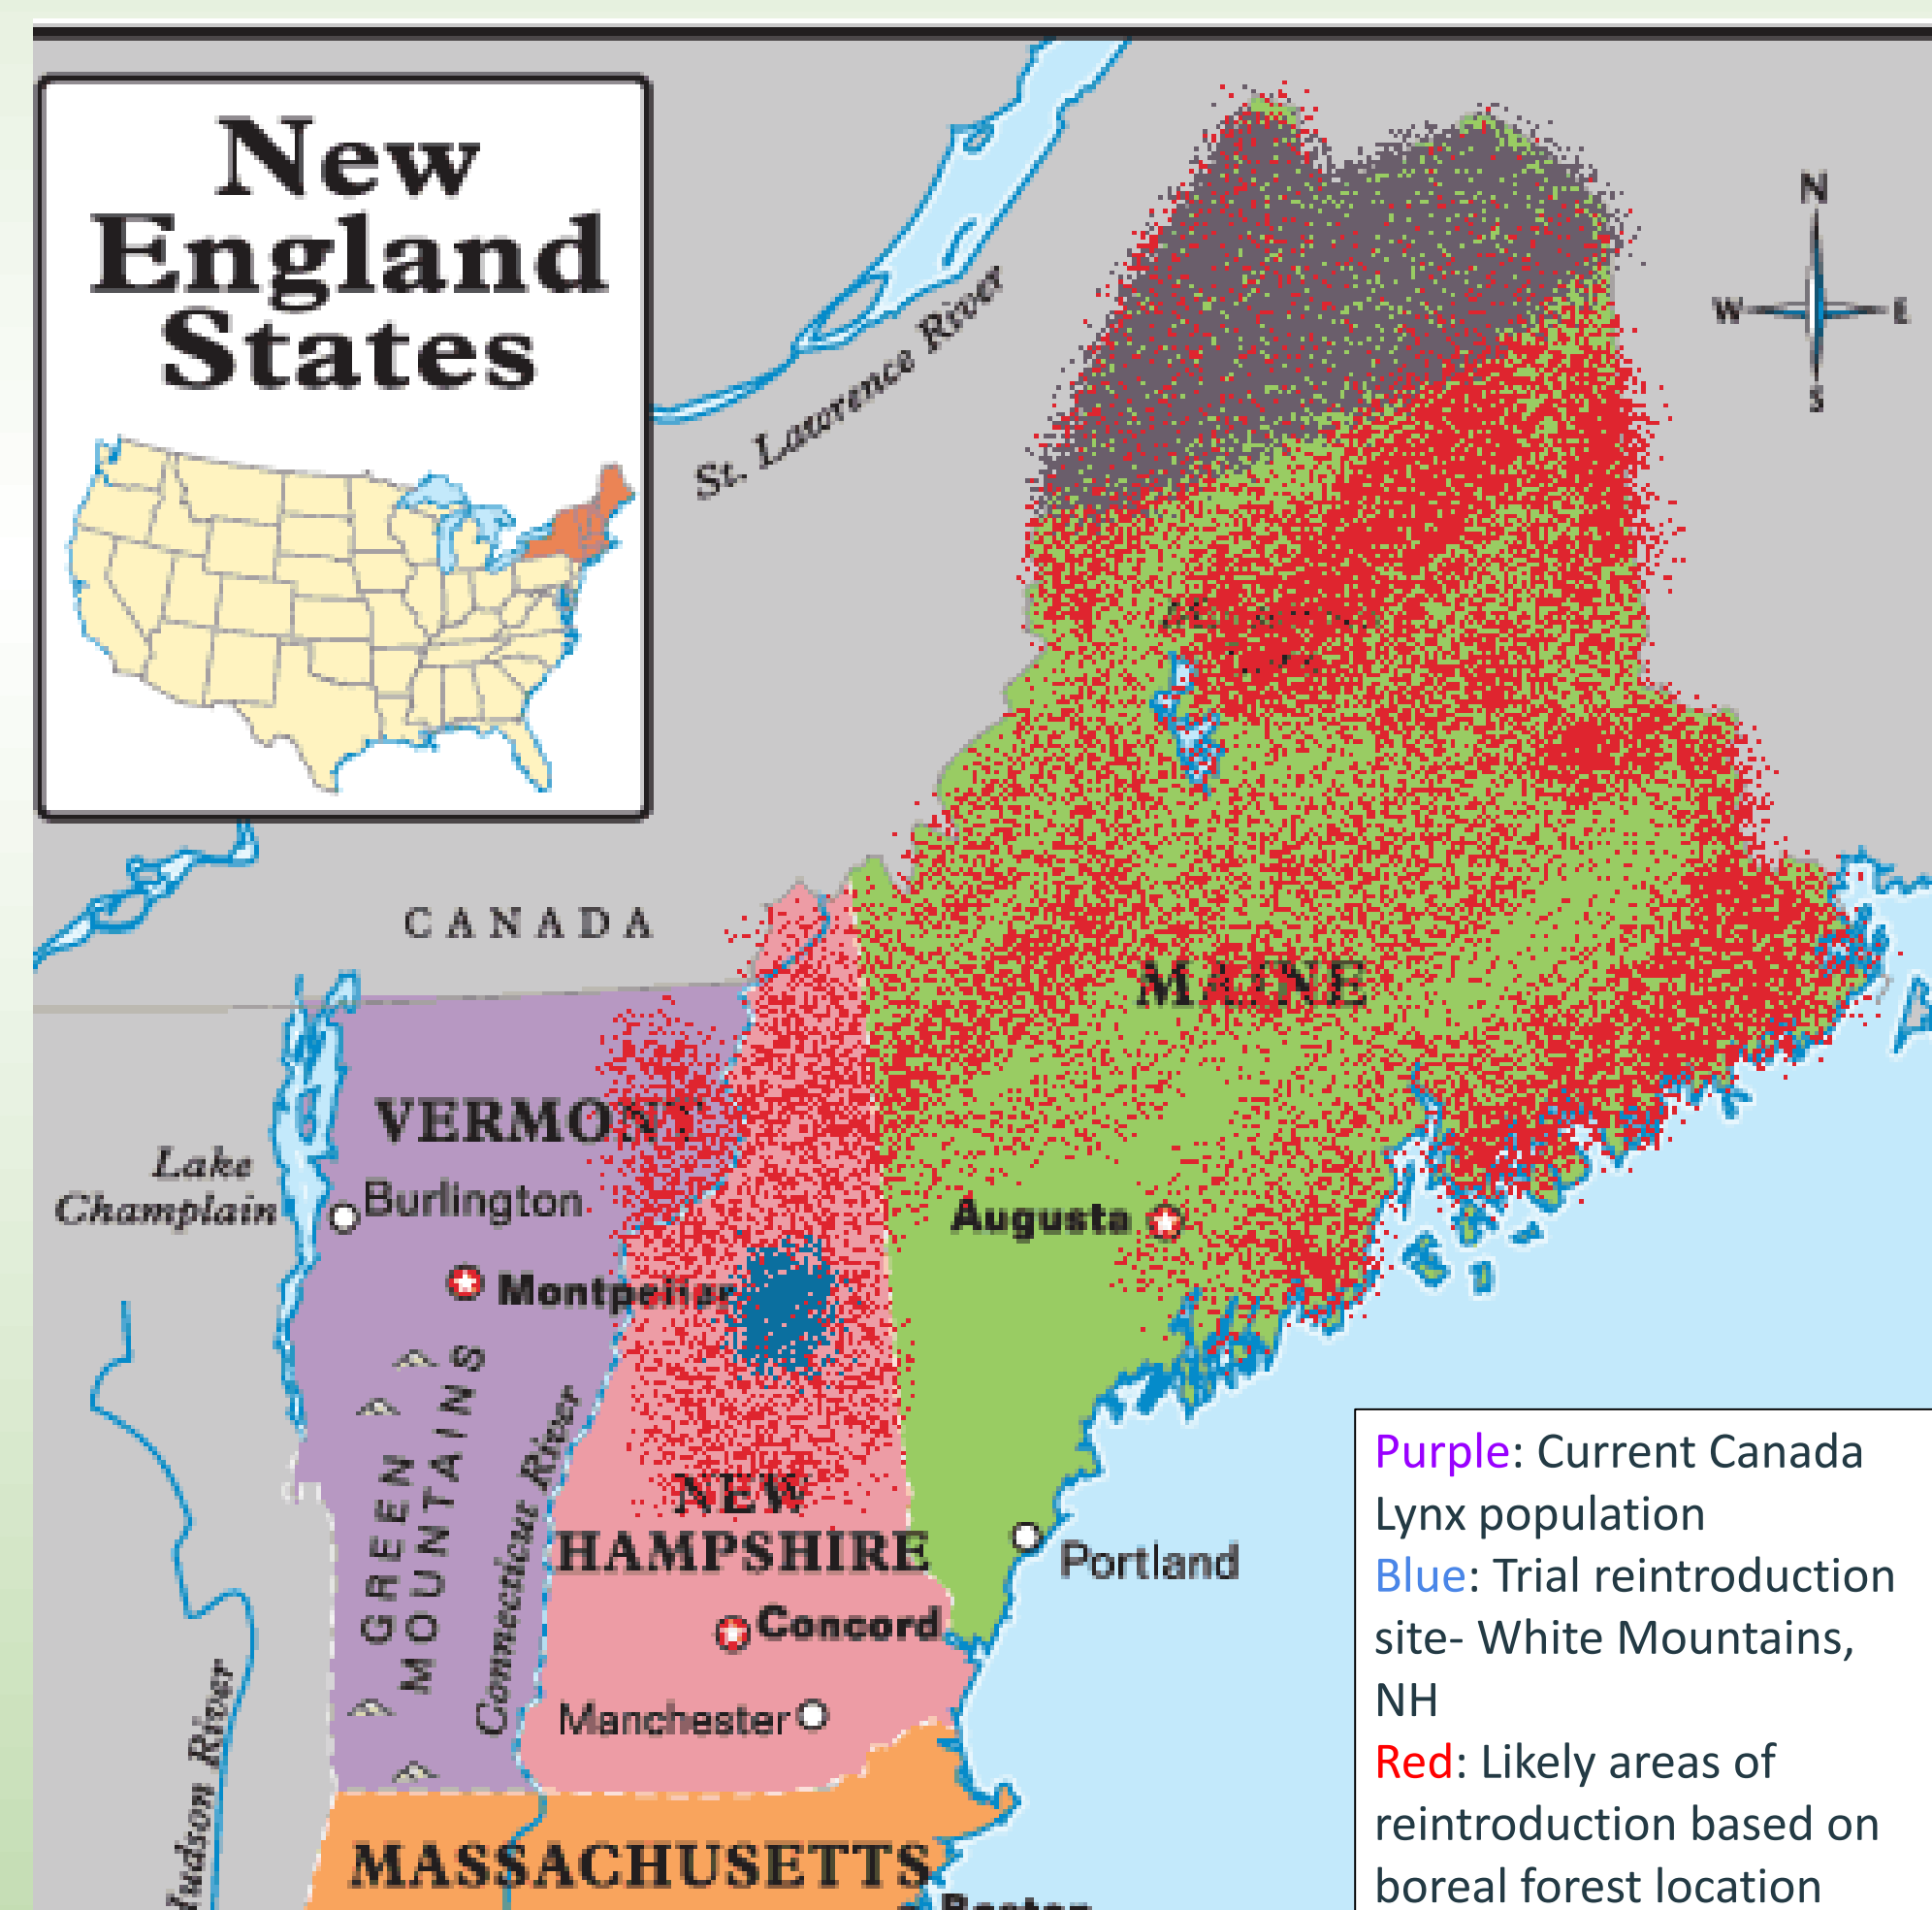 New
England
States
N
W E
S
St. Lawrence River
CANADA
MAINE
VERMONT
Lake
Champlain
Burlington
Augusta
Montpelier
GREEN
MOUNTAINS
Connecticut River
NEW
HAMPSHIRE
Portland
Concord
Manchester
Hudson River
MASSACHUSETTS
Boston
Purple: Current Canada
Lynx population
Blue: Trial reintroduction
site- White Mountains,
NH
Red: Likely areas of
reintroduction based on
boreal forest location